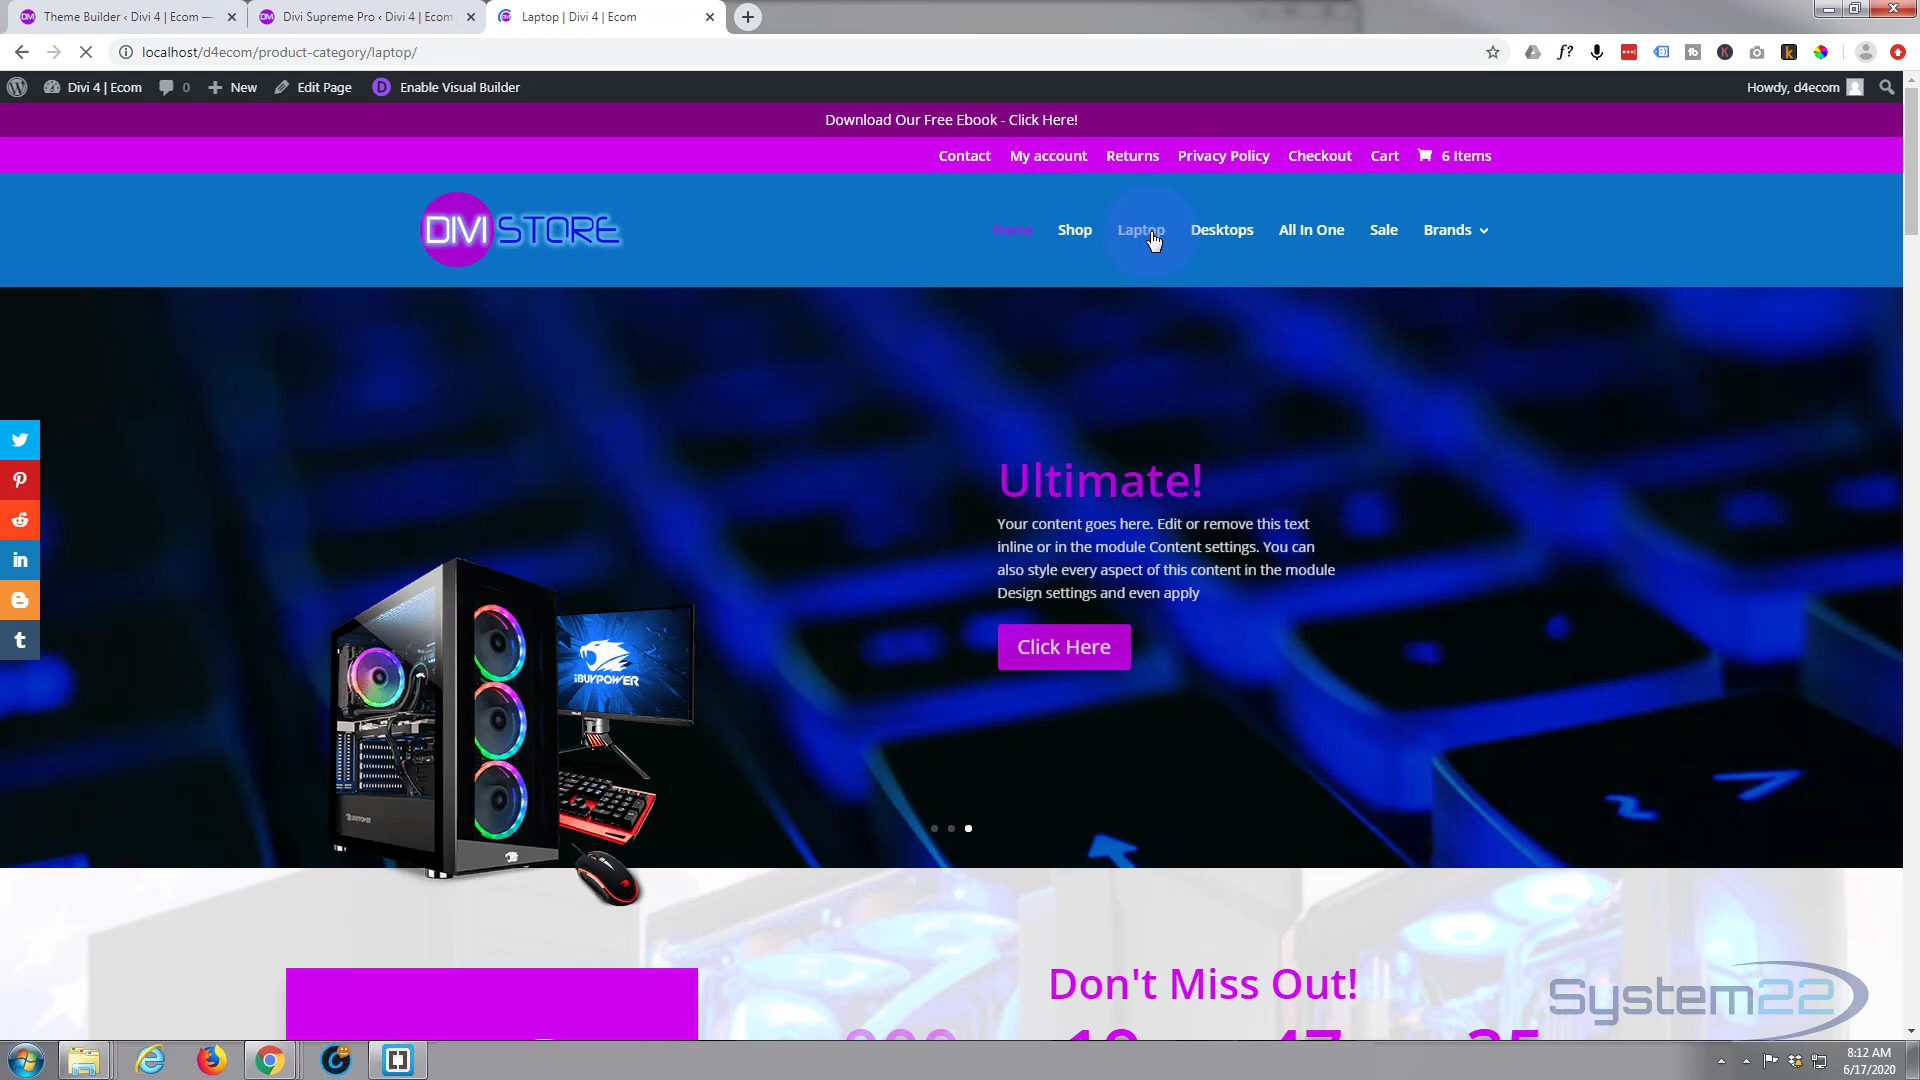 Theme Builder ‹ Divi 4 | Ecom —
Divi Supreme Pro ‹ Divi 4 | Ecom
Laptop | Divi 4 | Ecom
localhost/d4ecom/product-category/laptop/
Divi 4 | Ecom
0
New
Edit Page
Enable Visual Builder
Howdy, d4ecom
Download Our Free Ebook - Click Here!
Contact
My account
Returns
Privacy Policy
Checkout
Cart
6 Items
DIVI STORE
Home
Shop
Laptop
Desktops
All In One
Sale
Brands
Ultimate!
Your content goes here. Edit or remove this text
inline or in the module Content settings. You can
also style every aspect of this content in the module
Design settings and even apply
Click Here
iBUYPOWER
Don't Miss Out!
System22
8:12 AM
6/17/2020